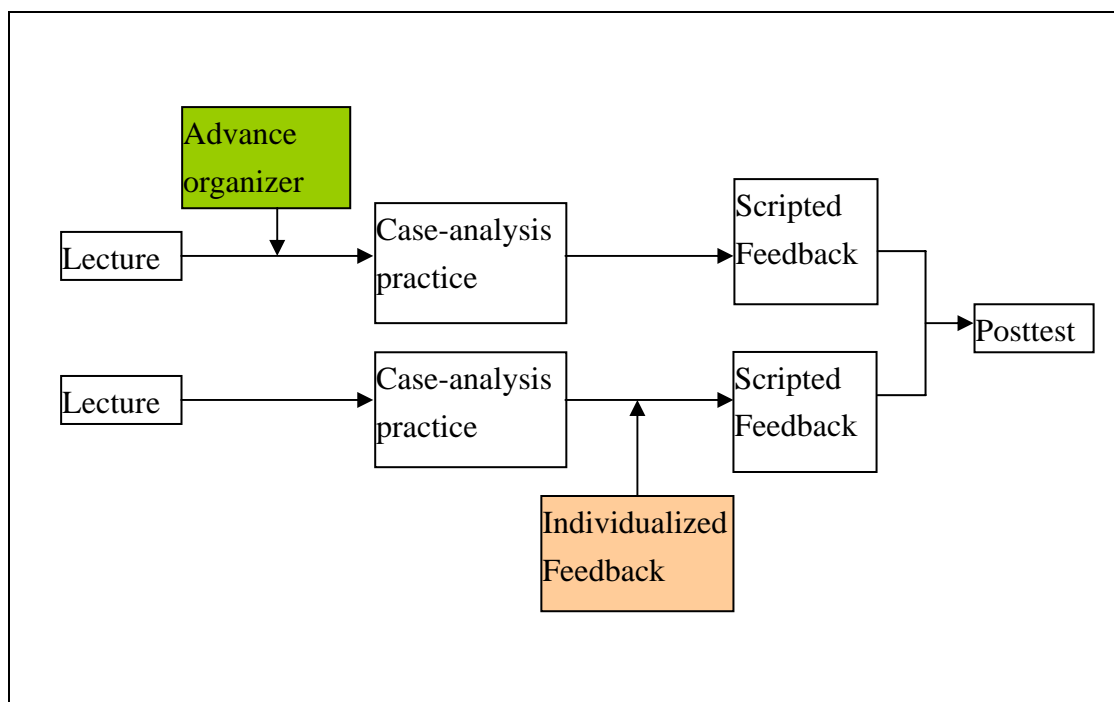 Advance
organizer
Lecture
Case-analysis
practice
Scripted
Feedback
Posttest
Lecture
Case-analysis
practice
Scripted
Feedback
Individualized
Feedback